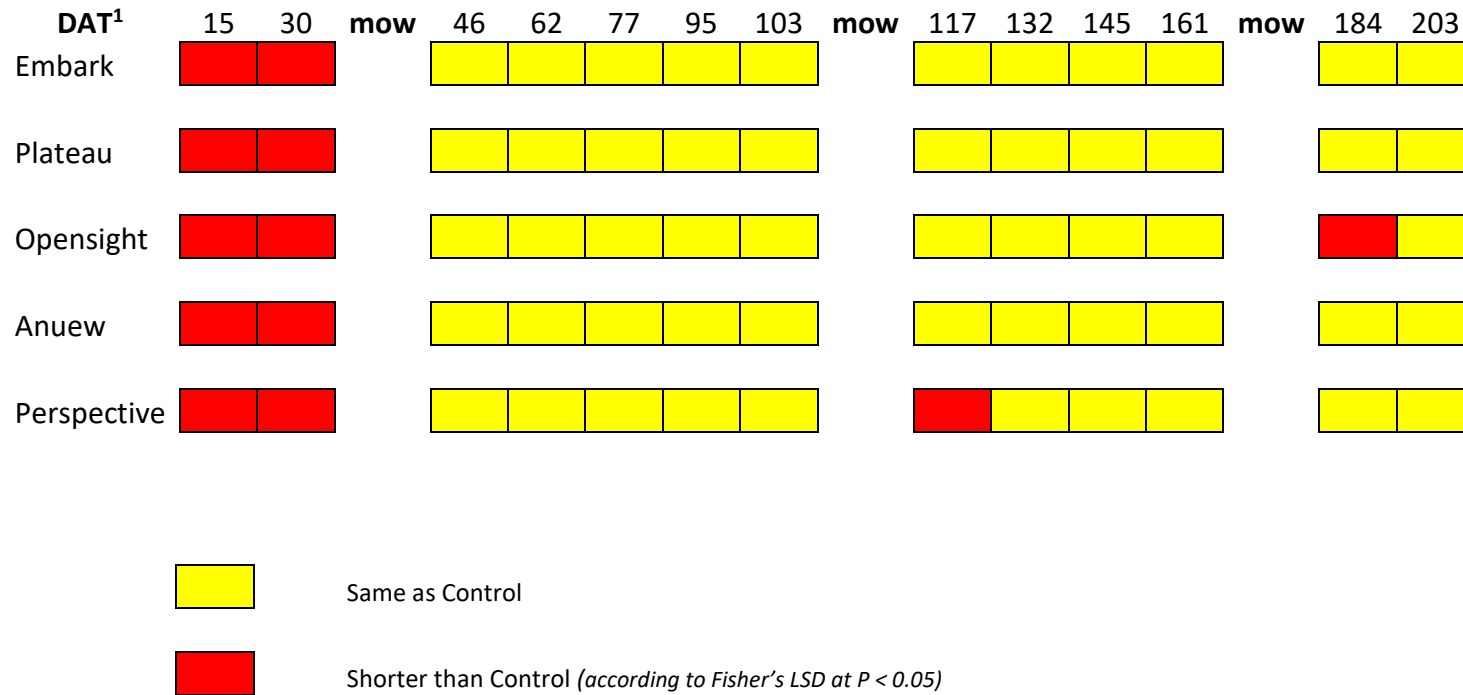 DAT¹ 15 30 mow 46 62 77 95 103 mow 117 132 145 161 mow 184 203
Embark
Plateau
Opensight
Anuew
Perspective
Same as Control
Shorter than Control (according to Fisher's LSD at P < 0.05)